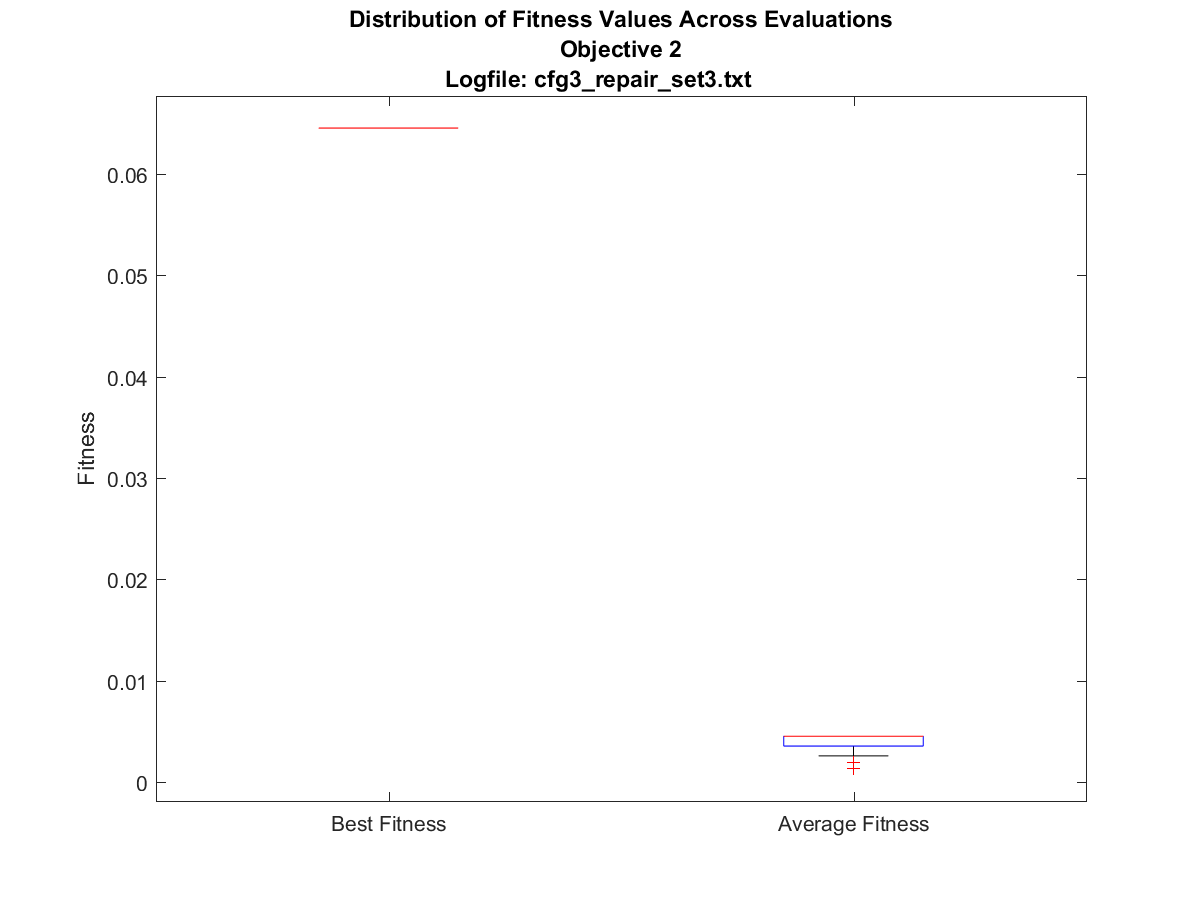 Distribution of Fitness Values Across Evaluations
Objective 2
Logfile: cfg3_repair_set3.txt
0.06
0.05
0.04
0.03
0.02
0.01
0
Fitness
Best Fitness
Average Fitness